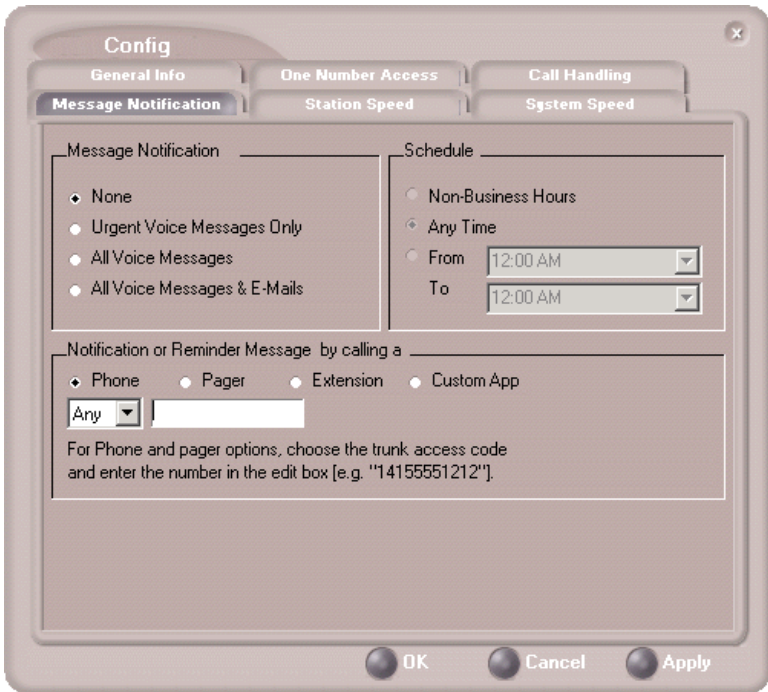 Config
General Info
One Number Access
Call Handling
Message Notification
Station Speed
System Speed
Message Notification
None
Urgent Voice Messages Only
All Voice Messages
All Voice Messages & E-Mails
Schedule
Non-Business Hours
Any Time
From 12:00 AM
To 12:00 AM
Notification or Reminder Message by calling a
Phone Pager Extension Custom App
Any
For Phone and pager options, choose the trunk access code
and enter the number in the edit box [e.g. "14155551212"].
OK Cancel Apply